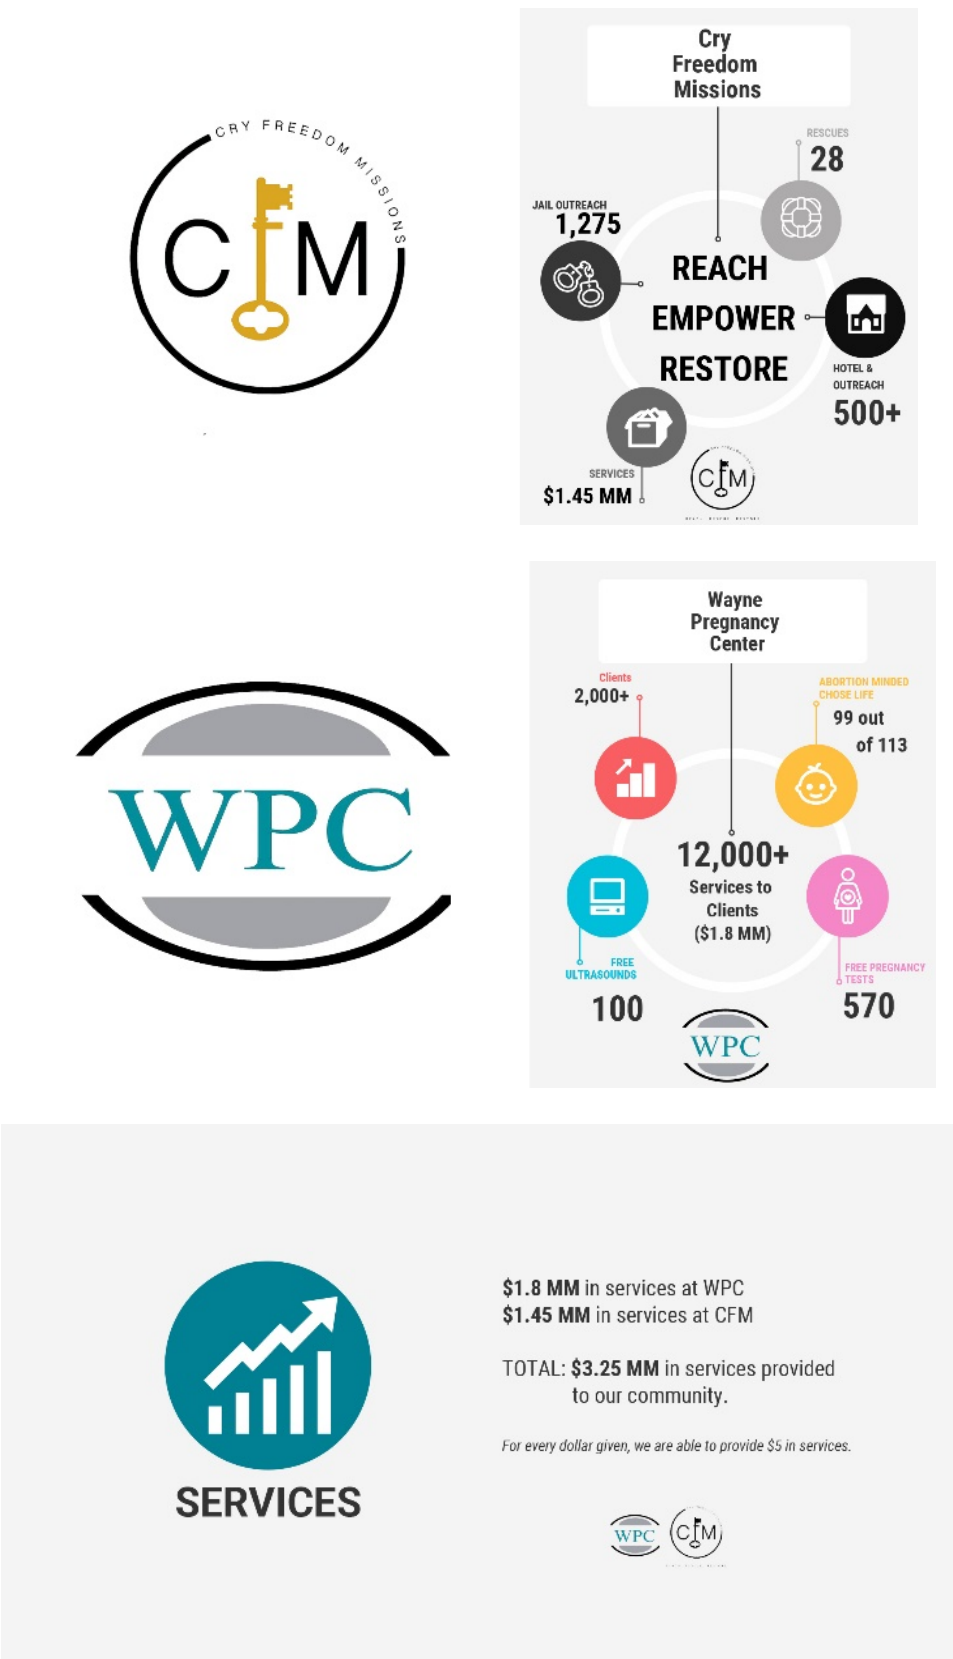 CRY FREEDOM MISSIONS
CFM
Cry
Freedom
Missions
RESCUES
28
JAIL OUTREACH
1,275
REACH
EMPOWER
RESTORE
HOTEL &
OUTREACH
500+
SERVICES
$1.45 MM
CFM
WPC
Wayne
Pregnancy
Center
Clients
2,000+
ABORTION MINDED
CHOSE LIFE
99 out
of 113
12,000+
Services to
Clients
($1.8 MM)
FREE
ULTRASOUNDS
100
FREE PREGNANCY
TESTS
570
WPC
SERVICES
$1.8 MM in services at WPC
$1.45 MM in services at CFM
TOTAL: $3.25 MM in services provided
to our community.
For every dollar given, we are able to provide $5 in services.
WPC CFM